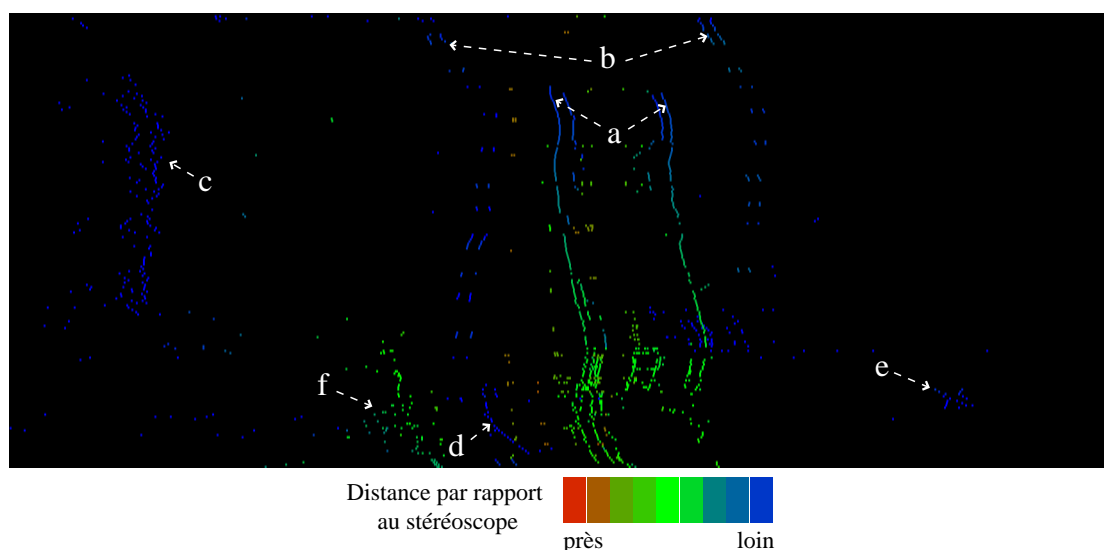 b
a
c
e
f
d
Distance par rapport
au stéréoscope
près
loin